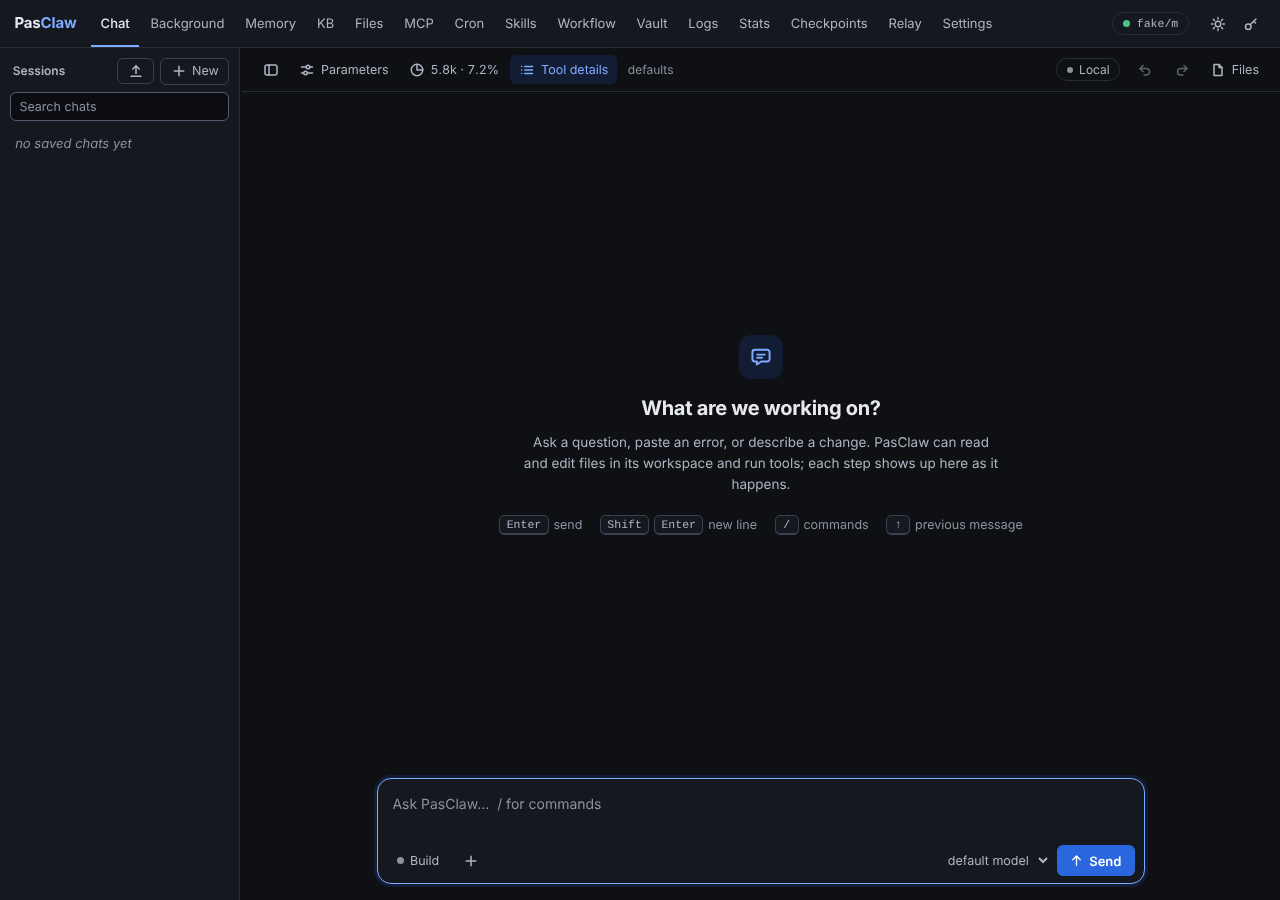 PasClaw Chat Background Memory KB Files MCP Cron Skills Workflow Vault Logs Stats Checkpoints Relay Settings fake/m
Sessions New
Search chats
no saved chats yet
Parameters 5.8k · 7.2% Tool details defaults Local Files
What are we working on?
Ask a question, paste an error, or describe a change. PasClaw can read
and edit files in its workspace and run tools; each step shows up here as it
happens.
Enter send Shift Enter new line / commands ↑ previous message
Ask PasClaw... / for commands
Build default model Send